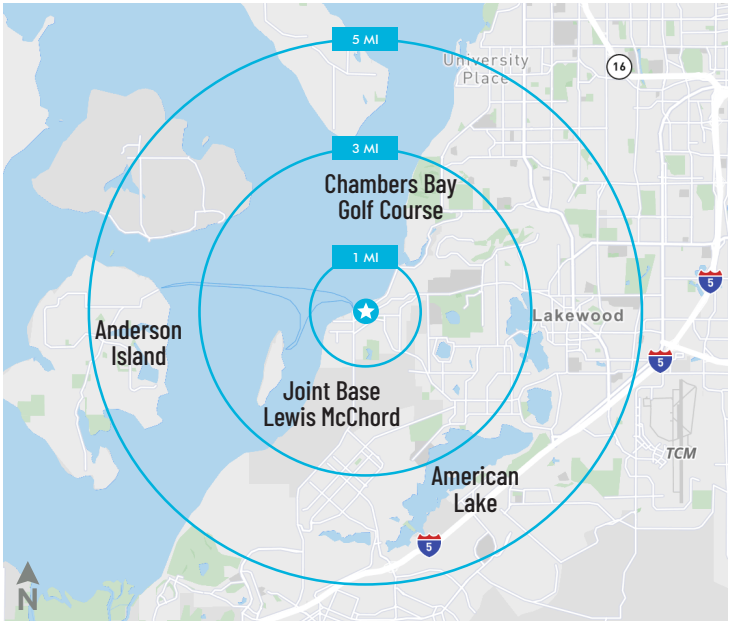 5 MI
University
Place
16
3 MI
Chambers Bay
Golf Course
1 MI
5
Anderson
Island
Lakewood
5
Joint Base
Lewis McChord
TCM
American
Lake
5
N